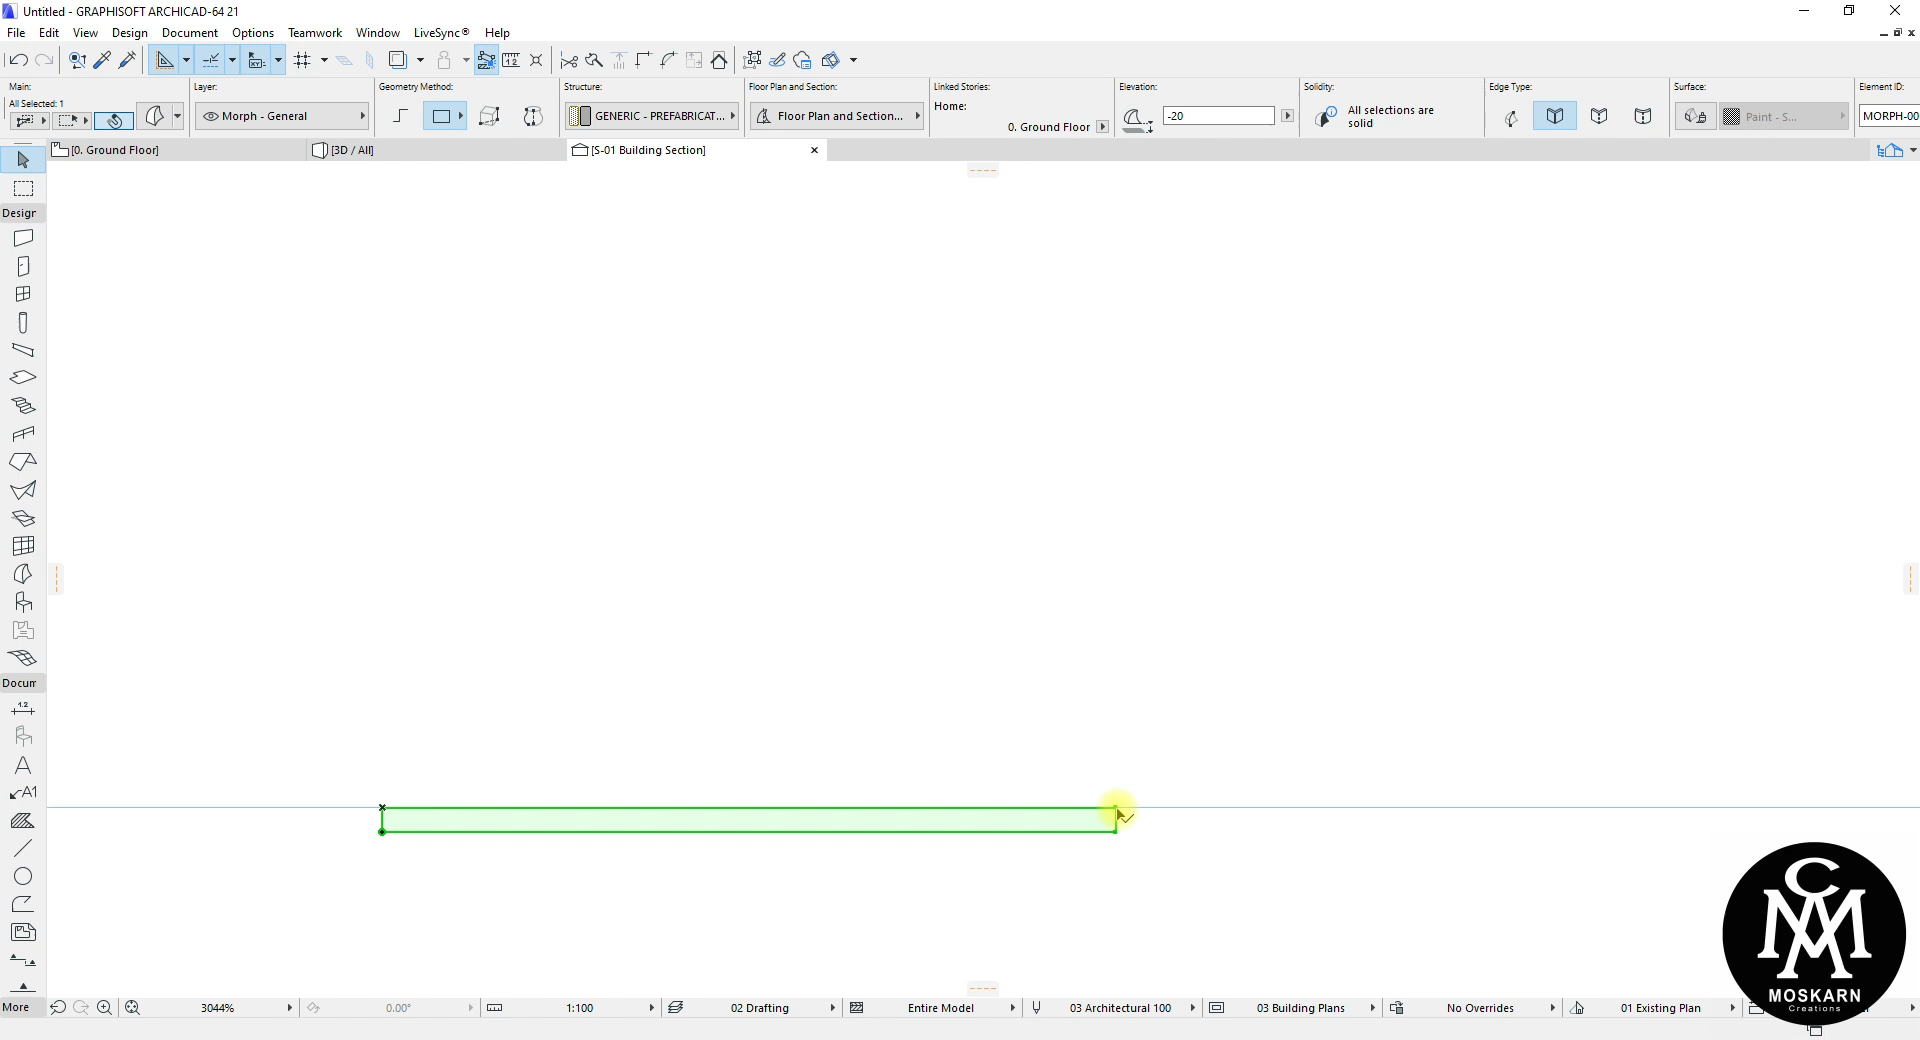 Untitled - GRAPHISOFT ARCHICAD-64 21
File Edit View Design Document Options Teamwork Window LiveSync® Help
Main: Layer: Geometry Method: Structure: Floor Plan and Section: Linked Stories: Elevation: Solidity: Edge Type: Surface: Element ID:
All Selected: 1
Home:
Morph - General GENERIC - PREFABRICAT... Floor Plan and Section... -20 All selections are
solid
Paint - S... MORPH-00
0. Ground Floor
[0. Ground Floor] [3D / All] [S-01 Building Section]
Design
Docum
1.2
A1
MOSKARN
Creations
More 3044% 0.00° 1:100 02 Drafting Entire Model 03 Architectural 100 03 Building Plans No Overrides 01 Existing Plan